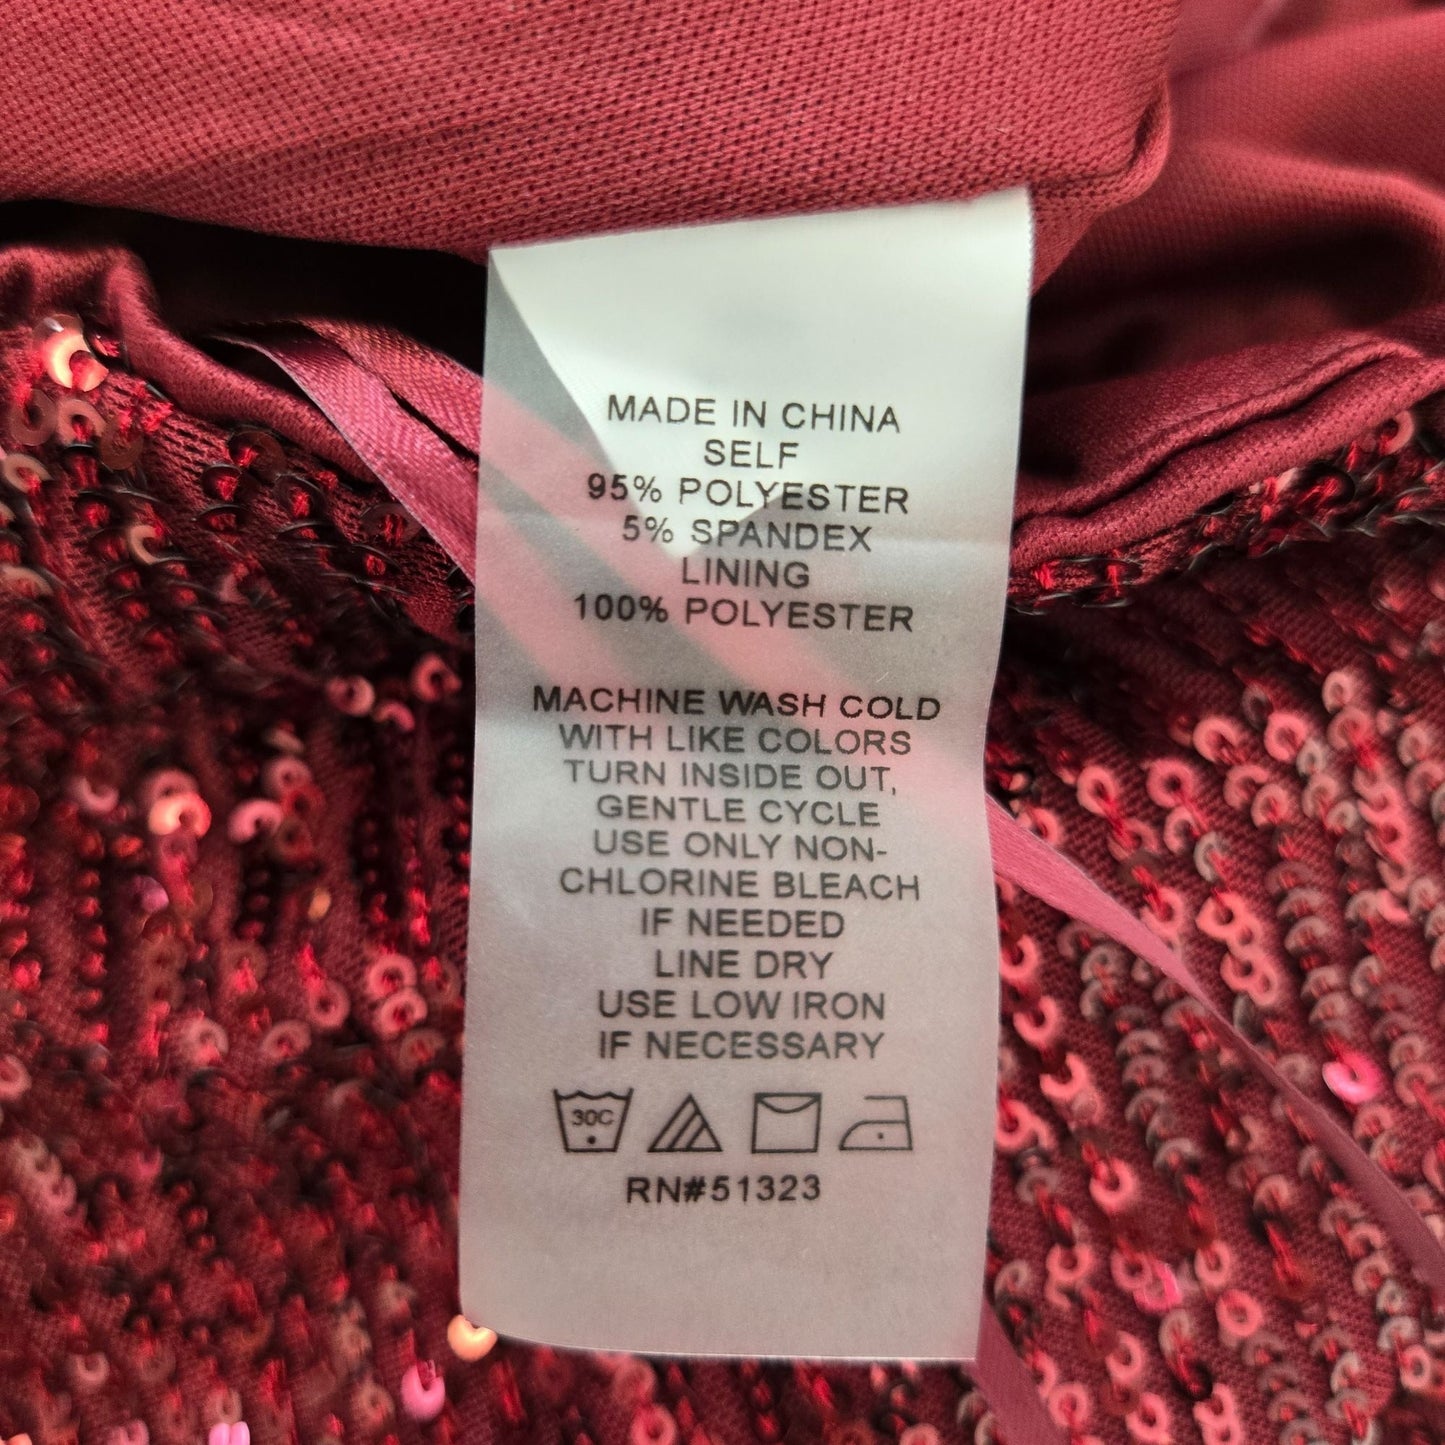 MADE IN CHINA
SELF
95% POLYESTER
5% SPANDEX
LINING
100% POLYESTER
MACHINE WASH COLD
WITH LIKE COLORS
TURN INSIDE OUT,
GENTLE CYCLE
USE ONLY NON-
CHLORINE BLEACH
IF NEEDED
LINE DRY
USE LOW IRON
IF NECESSARY
30C
RN#51323